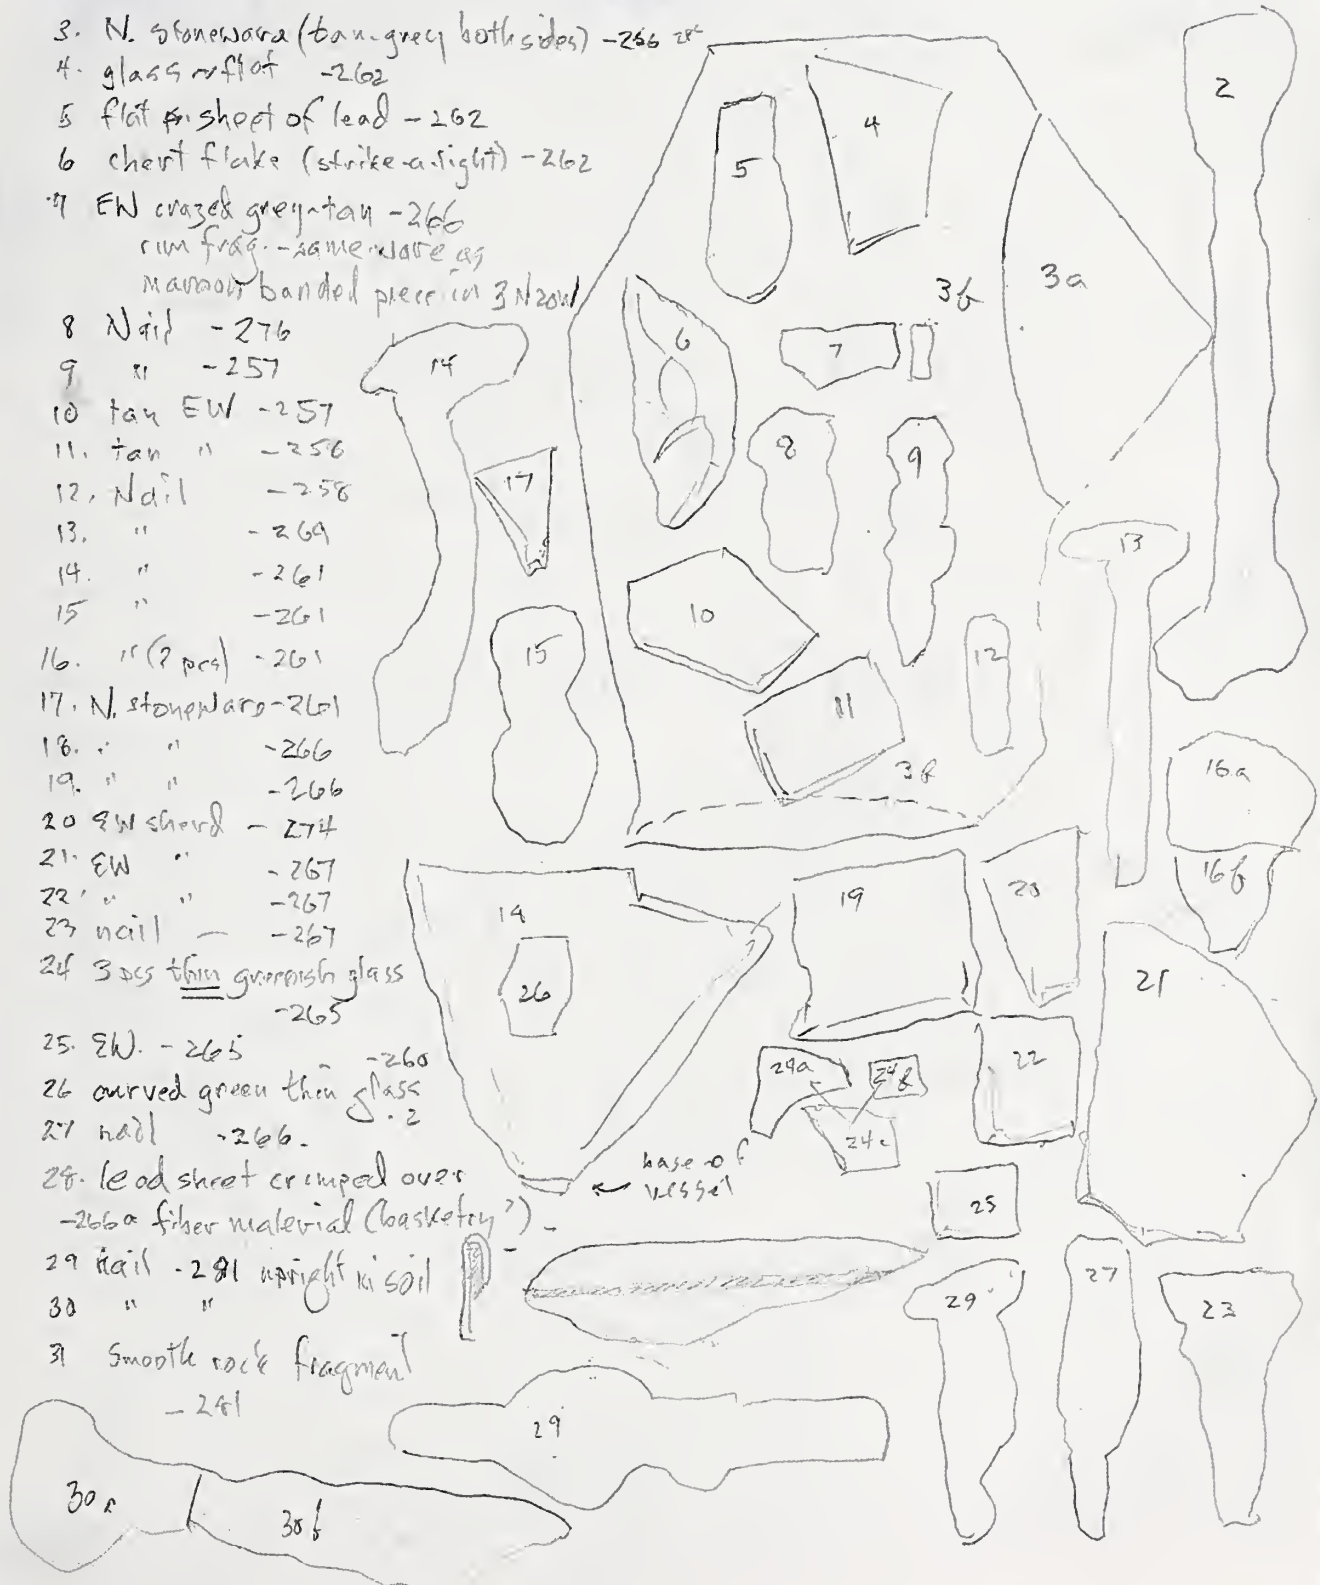 3. N. stoneware (tan-grey both sides) -256
4. glass ~ flat -262
5 flat sheet of lead - 262
6 chert flake (strike-a-light) -262
7 EW crazed grey-tan -266
rim frag. - same ware as
maroon banded piece in 3N20W
8 Nail -276
9 " -257
10 tan EW -257
11. tan " -256
12. Nail -258
13. " -269
14. " -261
15 " -261
16. " (2 pcs) -261
17. N. stoneware -261
18. " " -266
19. " " -266
20 EW sherd - 274
21. EW " -267
22. " " -267
23 nail - -267
24 3 pcs thin greenish glass
-265
25. EW. - 265
-260
26 curved green thin glass
27 nail -266.
28. lead sheet crimped over
-266 a fiber material (basketry?) -
29 nail - 281 upright in soil
30 " "
31 Smooth rock fragment
- 281
2
3a
3b
4
5
6
7
8
9
10
11
12
13
14
15
16a
16b
17
3b
19
20
21
22
26
24a
24b
24c
25
base of
vessel
29
27
23
29
30a
30b